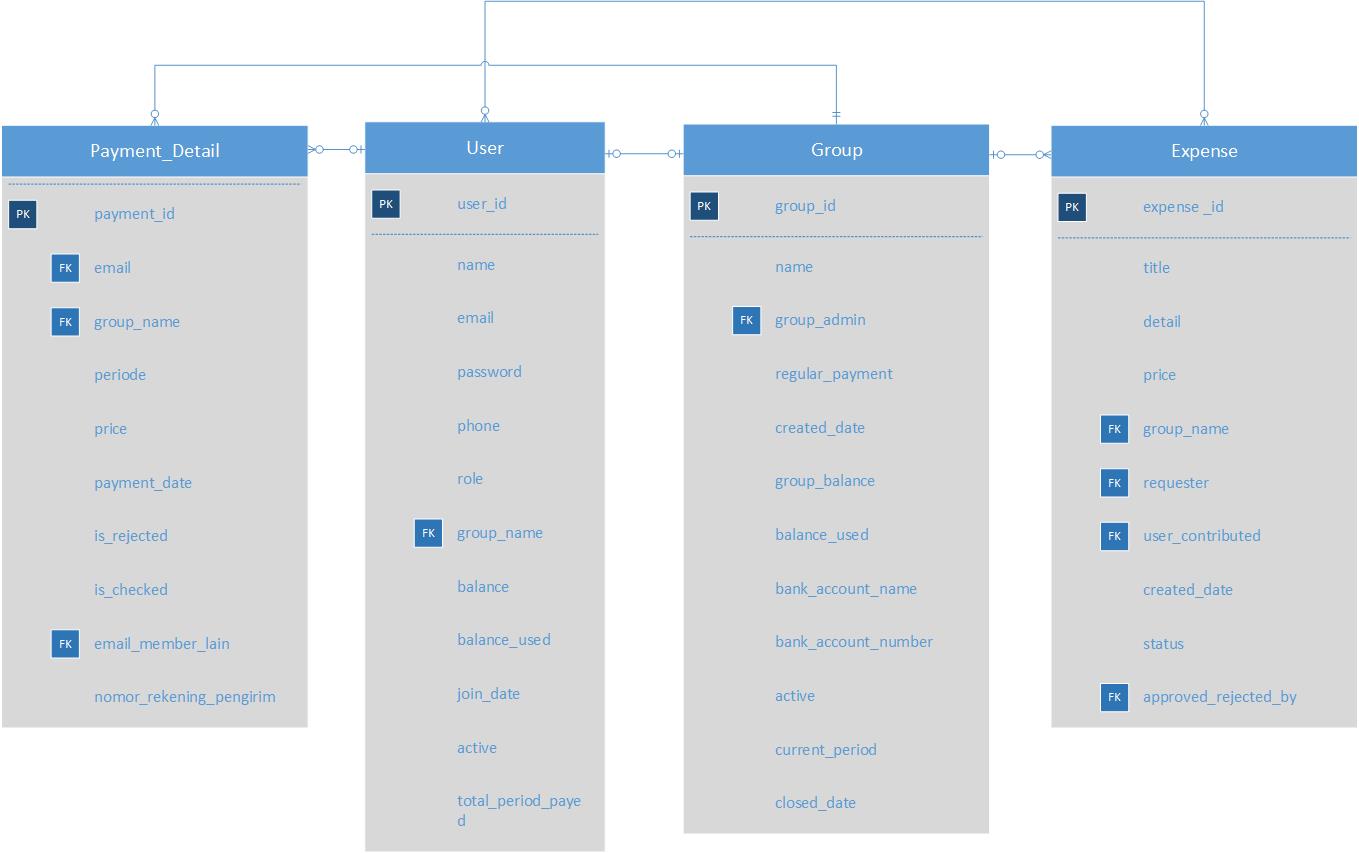 Payment_Detail
PK payment_id
FK email
FK group_name
periode
price
payment_date
is_rejected
is_checked
FK email_member_lain
nomor_rekening_pengirim
User
PK user_id
name
email
password
phone
role
FK group_name
balance
balance_used
join_date
active
total_period_paye
d
Group
PK group_id
name
FK group_admin
regular_payment
created_date
group_balance
balance_used
bank_account_name
bank_account_number
active
current_period
closed_date
Expense
PK expense _id
title
detail
price
FK group_name
FK requester
FK user_contributed
created_date
status
FK approved_rejected_by